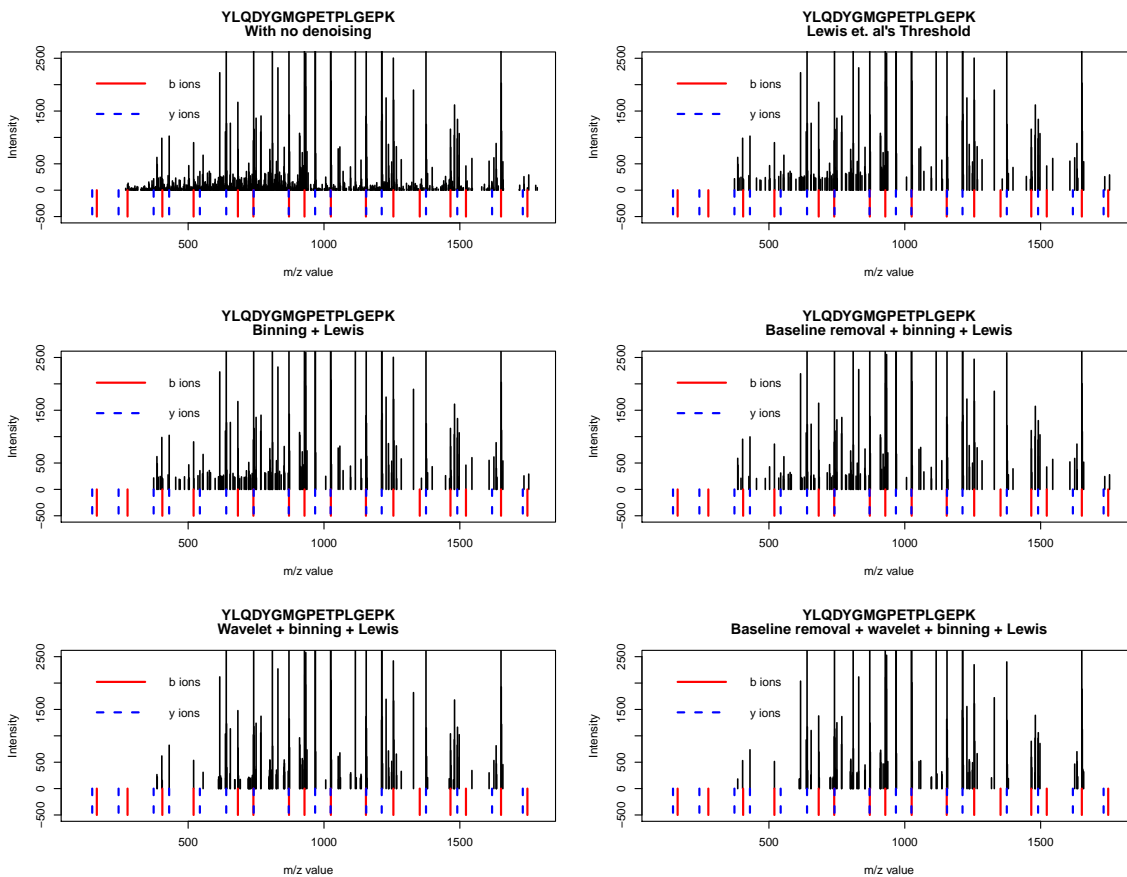 YLQDYGMGPETPLGEPK
With no denoising
2500
1500
500
0
−500
Intensity
b ions
y ions
500
1000
1500
m/z value
YLQDYGMGPETPLGEPK
Lewis et. al's Threshold
2500
1500
500
0
−500
Intensity
b ions
y ions
500
1000
1500
m/z value
YLQDYGMGPETPLGEPK
Binning + Lewis
2500
1500
500
0
−500
Intensity
b ions
y ions
500
1000
1500
m/z value
YLQDYGMGPETPLGEPK
Baseline removal + binning + Lewis
2500
1500
500
0
−500
Intensity
b ions
y ions
500
1000
1500
m/z value
YLQDYGMGPETPLGEPK
Wavelet + binning + Lewis
2500
1500
500
0
−500
Intensity
b ions
y ions
500
1000
1500
m/z value
YLQDYGMGPETPLGEPK
Baseline removal + wavelet + binning + Lewis
2500
1500
500
0
−500
Intensity
b ions
y ions
500
1000
1500
m/z value